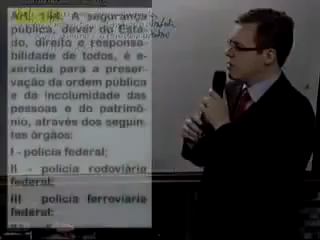 Art. 144. A segurança
pública, dever do Esta-
do, direito e responsa-
bilidade de todos, é e-
xercida para a preser-
vação da ordem pública
e da incolumidade das
pessoas e do patrimô-
nio, através dos seguin-
tes órgãos:
I - polícia federal;
II - polícia rodoviária
federal;
III - polícia ferroviária
federal;